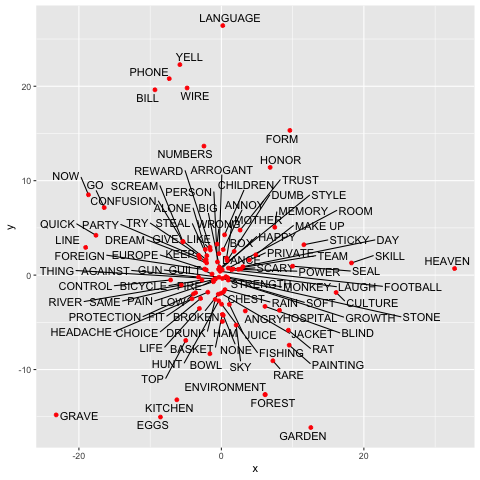 LANGUAGE
YELL
PHONE
BILL
WIRE
20
FORM
NUMBERS
HONOR
REWARD ARROGANT
NOW GO SCREAM CHILDREN TRUST
CONFUSION PERSON DUMB STYLE
10
ALONE BIG ANNOY MEMORY ROOM
QUICK PARTY TRY STEAL WRONG MOTHER MAKE UP
LINE DREAM GIVE LIKE HAPPY STICKY DAY
FOREIGN EUROPE KEEP BOX PRIVATE TEAM SKILL
THING AGAINST GUN GUILT SCARY POWER SEAL HEAVEN
0
CONTROL BICYCLE FIRE STRENGTH MONKEY LAUGH FOOTBALL
RIVER SAME PAIN LOW CHEST RAIN SOFT CULTURE
PROTECTION FIT BROKEN ANGRY HOSPITAL GROWTH STONE
HEADACHE CHOICE DRUNK HAM JUICE JACKET BLIND
LIFE BASKET NONE FISHING RAT
HUNT BOWL SKY PAINTING
-10
TOP RARE
ENVIRONMENT
KITCHEN FOREST
GRAVE EGGS
GARDEN
-20 0 20
x
y